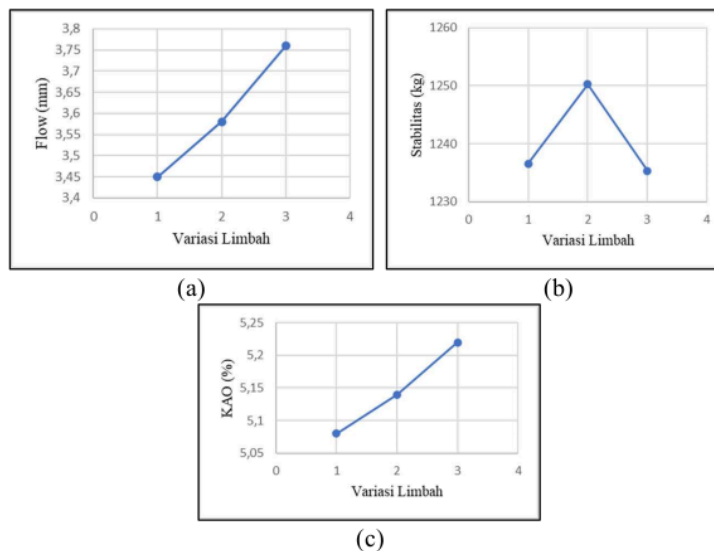 3,8
3,75
3,7
3,65
3,6
3,55
3,5
3,45
3,4
Flow (mm)
0 1 2 3 4
Variasi Limbah
(a)
1260
1250
1240
1230
Stabilitas (kg)
0 1 2 3 4
Variasi Limbah
(b)
5,25
5,2
5,15
5,1
5,05
KAO (%)
0 1 2 3 4
Variasi Limbah
(c)